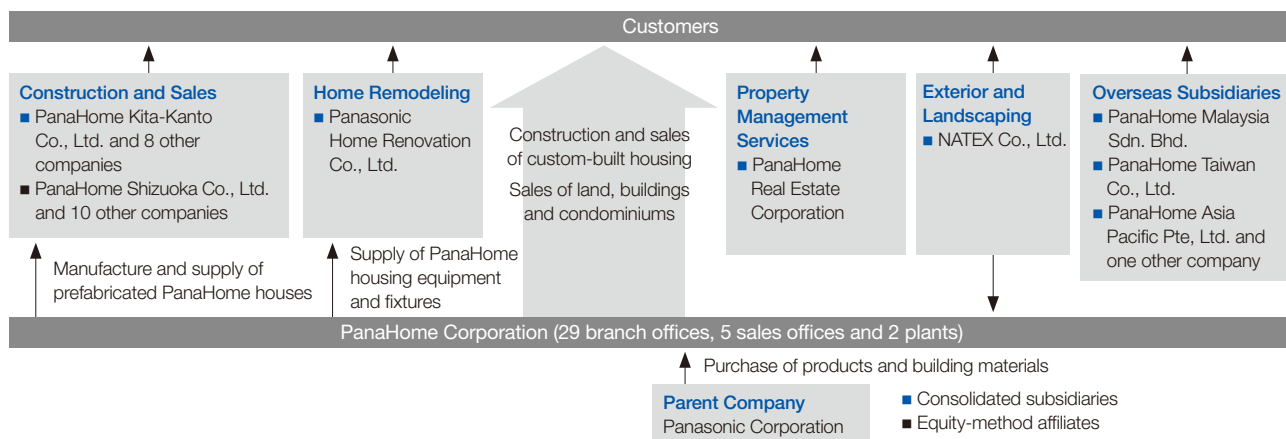 Customers
Construction and Sales
■ PanaHome Kita-Kanto
Co., Ltd. and 8 other
companies
■ PanaHome Shizuoka Co., Ltd.
and 10 other companies
Home Remodeling
■ Panasonic
Home Renovation
Co., Ltd.
Construction and sales
of custom-built housing
Sales of land, buildings
and condominiums
Property
Management
Services
■ PanaHome
Real Estate
Corporation
Exterior and
Landscaping
■ NATEX Co., Ltd.
Overseas Subsidiaries
■ PanaHome Malaysia
Sdn. Bhd.
■ PanaHome Taiwan
Co., Ltd.
■ PanaHome Asia
Pacific Pte, Ltd. and
one other company
Manufacture and supply of
prefabricated PanaHome houses
Supply of PanaHome
housing equipment
and fixtures
PanaHome Corporation (29 branch offices, 5 sales offices and 2 plants)
Purchase of products and building materials
Parent Company
Panasonic Corporation
■ Consolidated subsidiaries
■ Equity-method affiliates